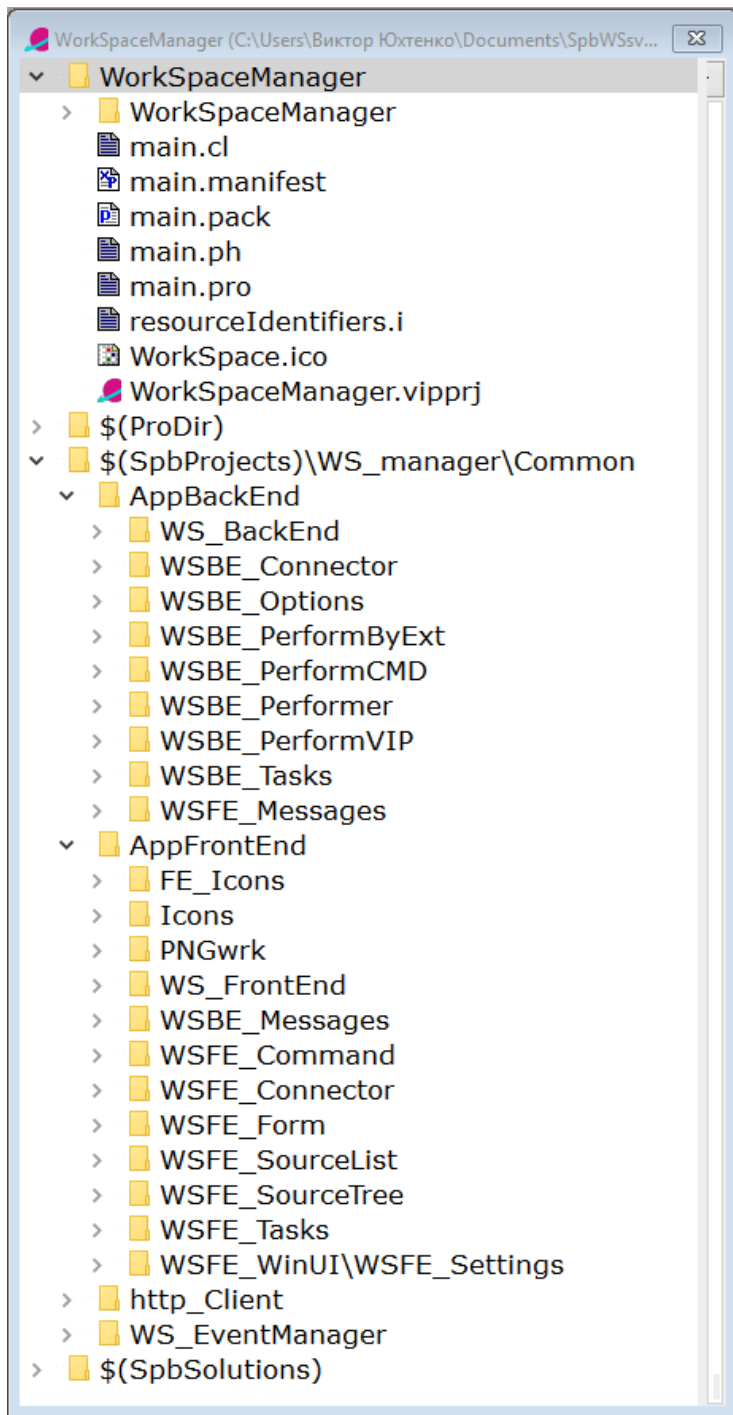 WorkSpaceManager (C:\Users\Виктор Юхтенко\Documents\SpbWSsv...
WorkSpaceManager
WorkSpaceManager
main.cl
main.manifest
main.pack
main.ph
main.pro
resourceIdentifiers.i
WorkSpace.ico
WorkSpaceManager.vipprj
$(ProDir)
$(SpbProjects)\WS_manager\Common
AppBackEnd
WS_BackEnd
WSBE_Connector
WSBE_Options
WSBE_PerformByExt
WSBE_PerformCMD
WSBE_Performer
WSBE_PerformVIP
WSBE_Tasks
WSFE_Messages
AppFrontEnd
FE_Icons
Icons
PNGwrk
WS_FrontEnd
WSBE_Messages
WSFE_Command
WSFE_Connector
WSFE_Form
WSFE_SourceList
WSFE_SourceTree
WSFE_Tasks
WSFE_WinUI\WSFE_Settings
http_Client
WS_EventManager
$(SpbSolutions)